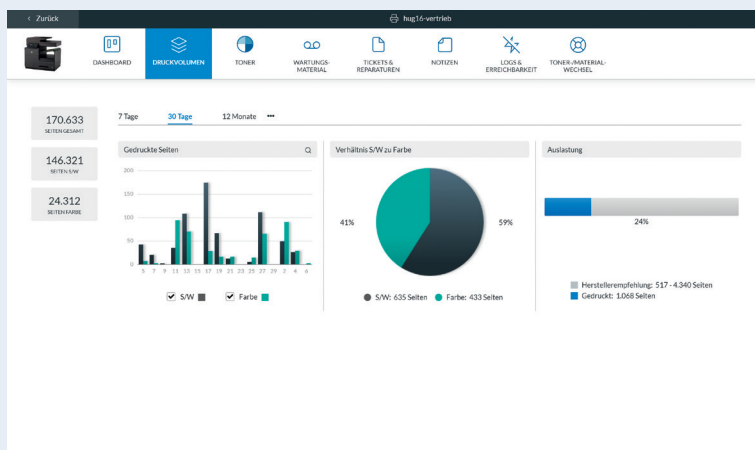 < Zurück
hug16-vertrieb
DASHBOARD
DRUCKVOLUMEN
TONER
WARTUNGS-
MATERIAL
TICKETS &
REPARATUREN
NOTIZEN
LOGS &
ERREICHBARKEIT
TONER-/MATERIAL-
WECHSEL
170.633
SEITEN GESAMT
146.321
SEITEN S/W
24.312
SEITEN FARBE
7 Tage
30 Tage
12 Monate
•••
Gedruckte Seiten
200
150
100
50
0
3 7 9 11 13 15 17 19 21 23 25 27 29 2 4 6
S/W
Farbe
Verhältnis S/W zu Farbe
41%
59%
S/W: 635 Seiten
Farbe: 433 Seiten
Auslastung
24%
Herstellerempfehlung: 517 - 4.340 Seiten
Gedruckt: 1.068 Seiten